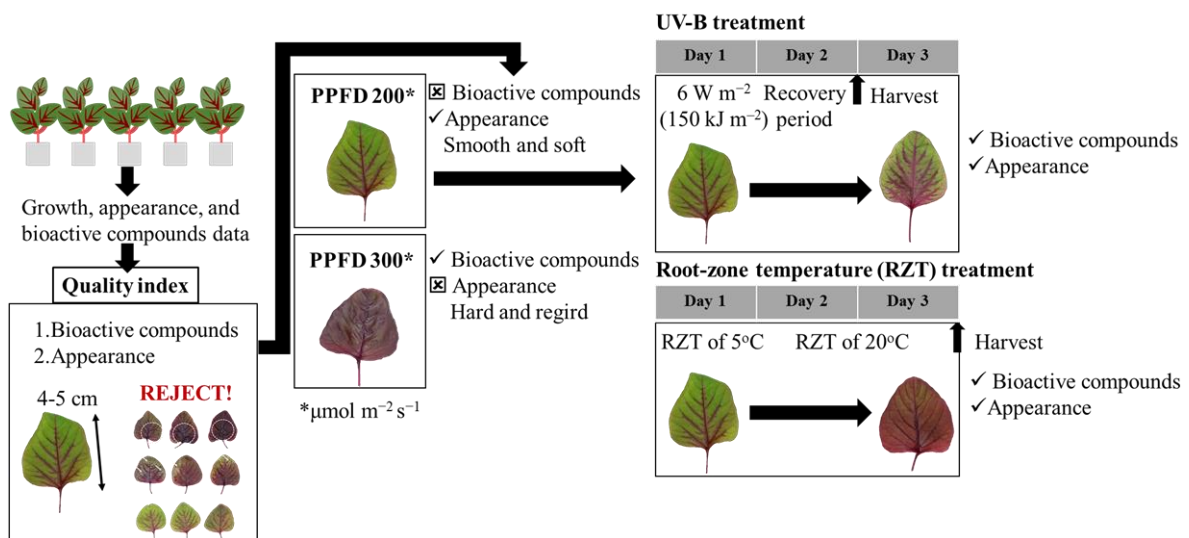 Growth, appearance, and
bioactive compounds data
Quality index
1.Bioactive compounds
2.Appearance
4-5 cm
REJECT!
PPFD 200*
☒ Bioactive compounds
✓Appearance
Smooth and soft
PPFD 300*
✓ Bioactive compounds
☒ Appearance
Hard and regird
*μmol m⁻² s⁻¹
UV-B treatment
Day 1 Day 2 Day 3
6 W m⁻² Recovery Harvest
(150 kJ m⁻²) period
✓ Bioactive compounds
✓Appearance
Root-zone temperature (RZT) treatment
Day 1 Day 2 Day 3
RZT of 5°C RZT of 20°C Harvest
✓ Bioactive compounds
✓Appearance